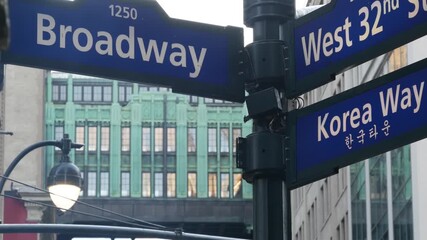 1250
Broadway
West 32nd St
Korea Way
한국타운